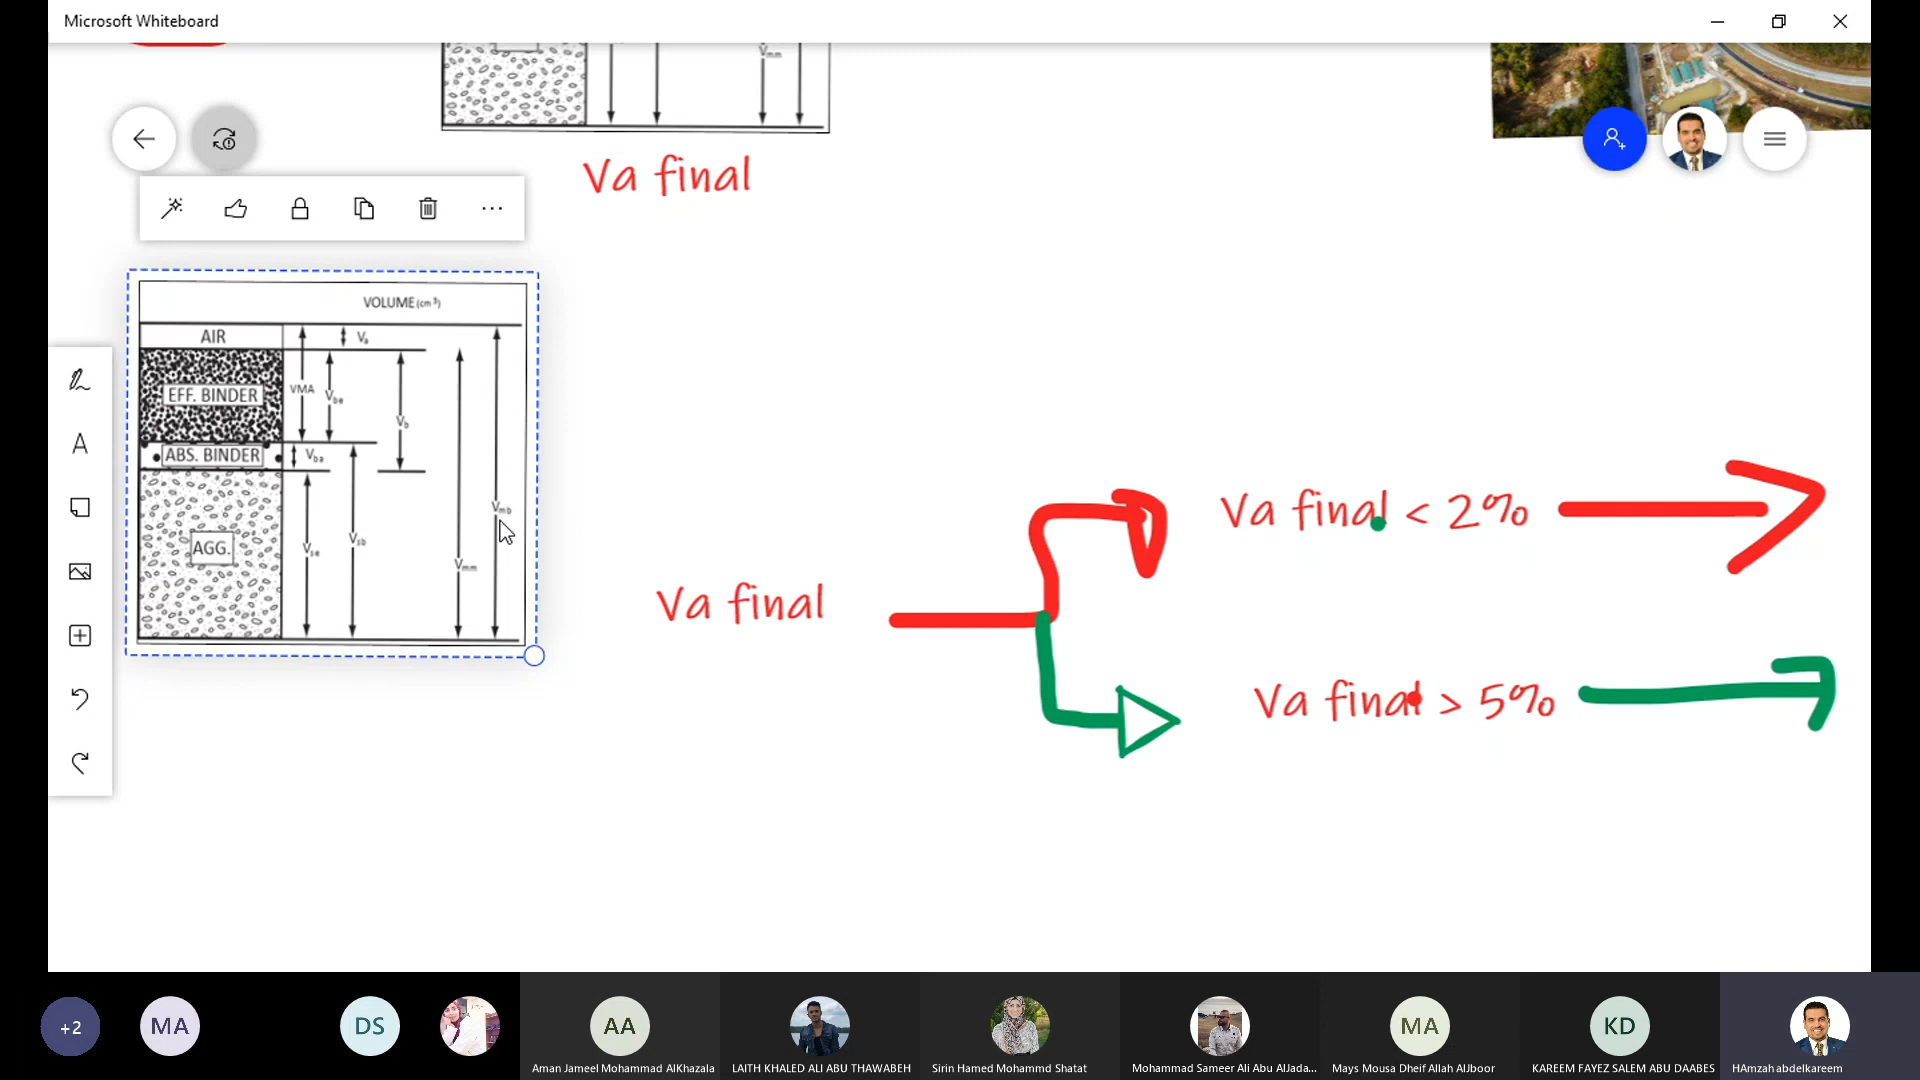 Microsoft Whiteboard
Vmm
Va final
VOLUME (cm³)
AIR
Va
EFF. BINDER
VMA
Vbe
Vb
ABS. BINDER
Vba
Vmb
AGG.
Vse
Vsb
Vmm
Va final < 2%
Va final
Va final > 5%
+2
MA
DS
AA
MA
KD
Aman Jameel Mohammad AlKhazala
LAITH KHALED ALI ABU THAWABEH
Sirin Hamed Mohammd Shatat
Mohammad Sameer Ali Abu AlJada...
Mays Mousa Dheif Allah AlJboor
KAREEM FAYEZ SALEM ABU DAABES
HAmzah abdelkareem